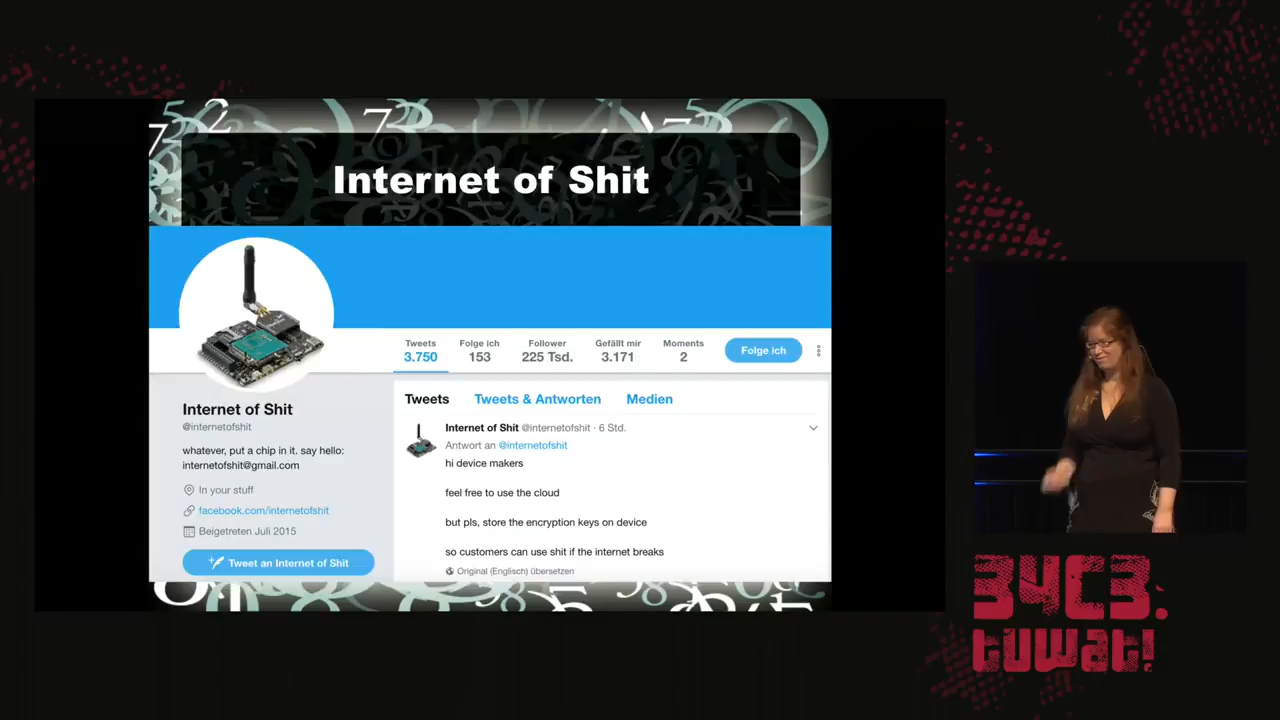 Internet of Shit
Tweets
3.750
Folge ich
153
Follower
225 Tsd.
Gefällt mir
3.171
Moments
2
Folge ich
Internet of Shit
@internetofshit
whatever, put a chip in it. say hello:
internetofshit@gmail.com
In your stuff
facebook.com/internetofshit
Beigetreten Juli 2015
Tweet an Internet of Shit
Tweets Tweets & Antworten Medien
Internet of Shit @internetofshit · 6 Std.
Antwort an @internetofshit
hi device makers
feel free to use the cloud
but pls, store the encryption keys on device
so customers can use shit if the internet breaks
Original (Englisch) übersetzen
34C3.
tuwat!